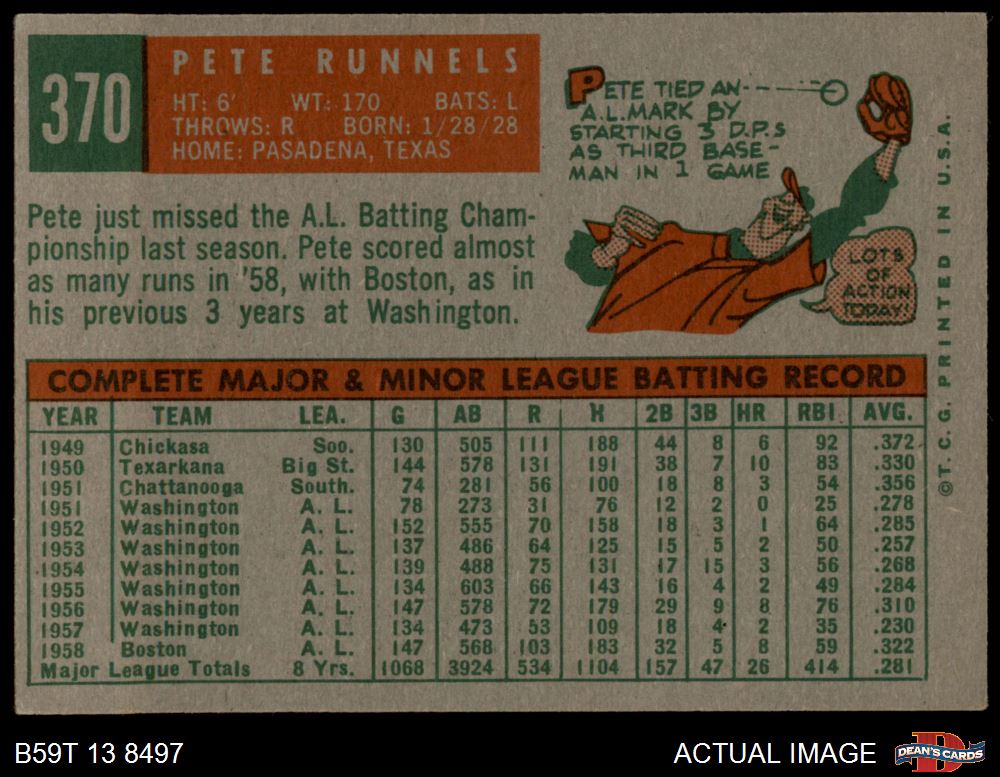 370
PETE RUNNELS
HT: 6' WT: 170 BATS: L
THROWS: R BORN: 1/28/28
HOME: PASADENA, TEXAS
PETE TIED AN
A.L. MARK BY
STARTING 3 D.P.s
AS THIRD BASE-
MAN IN 1 GAME
LOTS
OF
ACTION
TODAY
Pete just missed the A.L. Batting Cham-
pionship last season. Pete scored almost
as many runs in '58, with Boston, as in
his previous 3 years at Washington.
COMPLETE MAJOR & MINOR LEAGUE BATTING RECORD
YEAR TEAM LEA. G AB R H 2B 3B HR RBI AVG.
1949 Chickasa Soo. 130 505 111 188 44 8 6 92 .372
1950 Texarkana Big St. 144 578 131 191 38 7 10 83 .330
1951 Chattanooga South. 74 281 56 100 18 8 3 54 .356
1951 Washington A. L. 78 273 31 76 12 2 0 25 .278
1952 Washington A. L. 152 555 70 158 18 3 1 64 .285
1953 Washington A. L. 137 486 64 125 15 5 2 50 .257
1954 Washington A. L. 139 488 75 131 17 15 3 56 .268
1955 Washington A. L. 134 603 66 143 16 4 2 49 .284
1956 Washington A. L. 147 578 72 179 29 9 8 76 .310
1957 Washington A. L. 134 473 53 109 18 4 2 35 .230
1958 Boston A. L. 147 568 103 183 32 5 8 59 .322
Major League Totals 8 Yrs. 1068 3924 534 1104 157 47 26 414 .281
© T. C. G. PRINTED IN U.S.A.
B59T 13 8497
ACTUAL IMAGE
D
DEAN'S CARDS